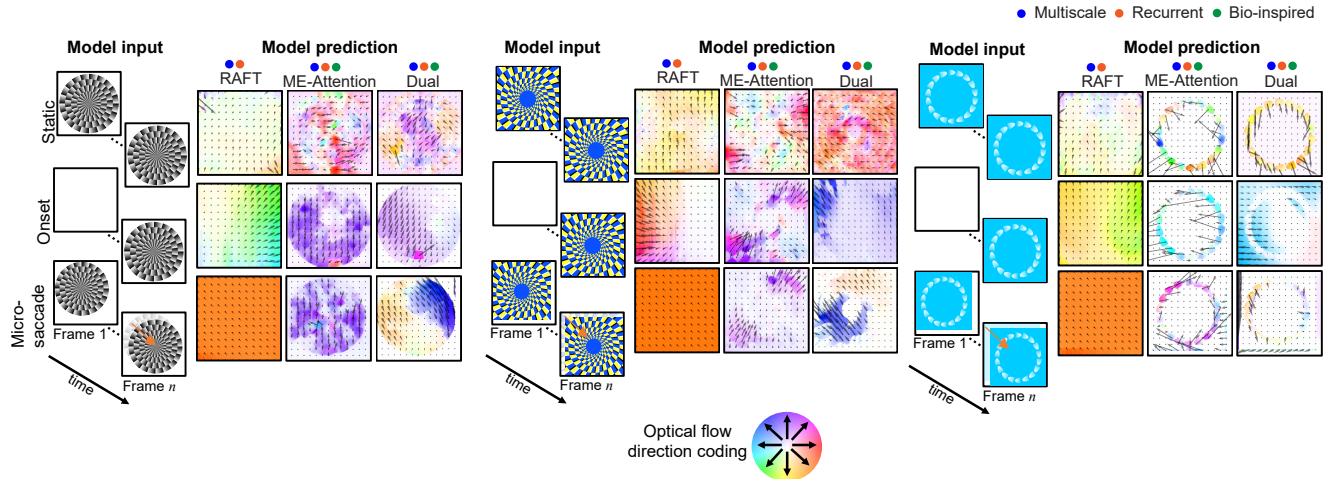 Multiscale Recurrent Bio-inspired
Model input Model prediction
RAFT ME-Attention Dual
Static
Onset
Micro-
saccade
Frame 1
Frame n
time
Model input Model prediction
RAFT ME-Attention Dual
Frame 1
Frame n
time
Model input Model prediction
RAFT ME-Attention Dual
Frame 1
Frame n
time
Optical flow
direction coding